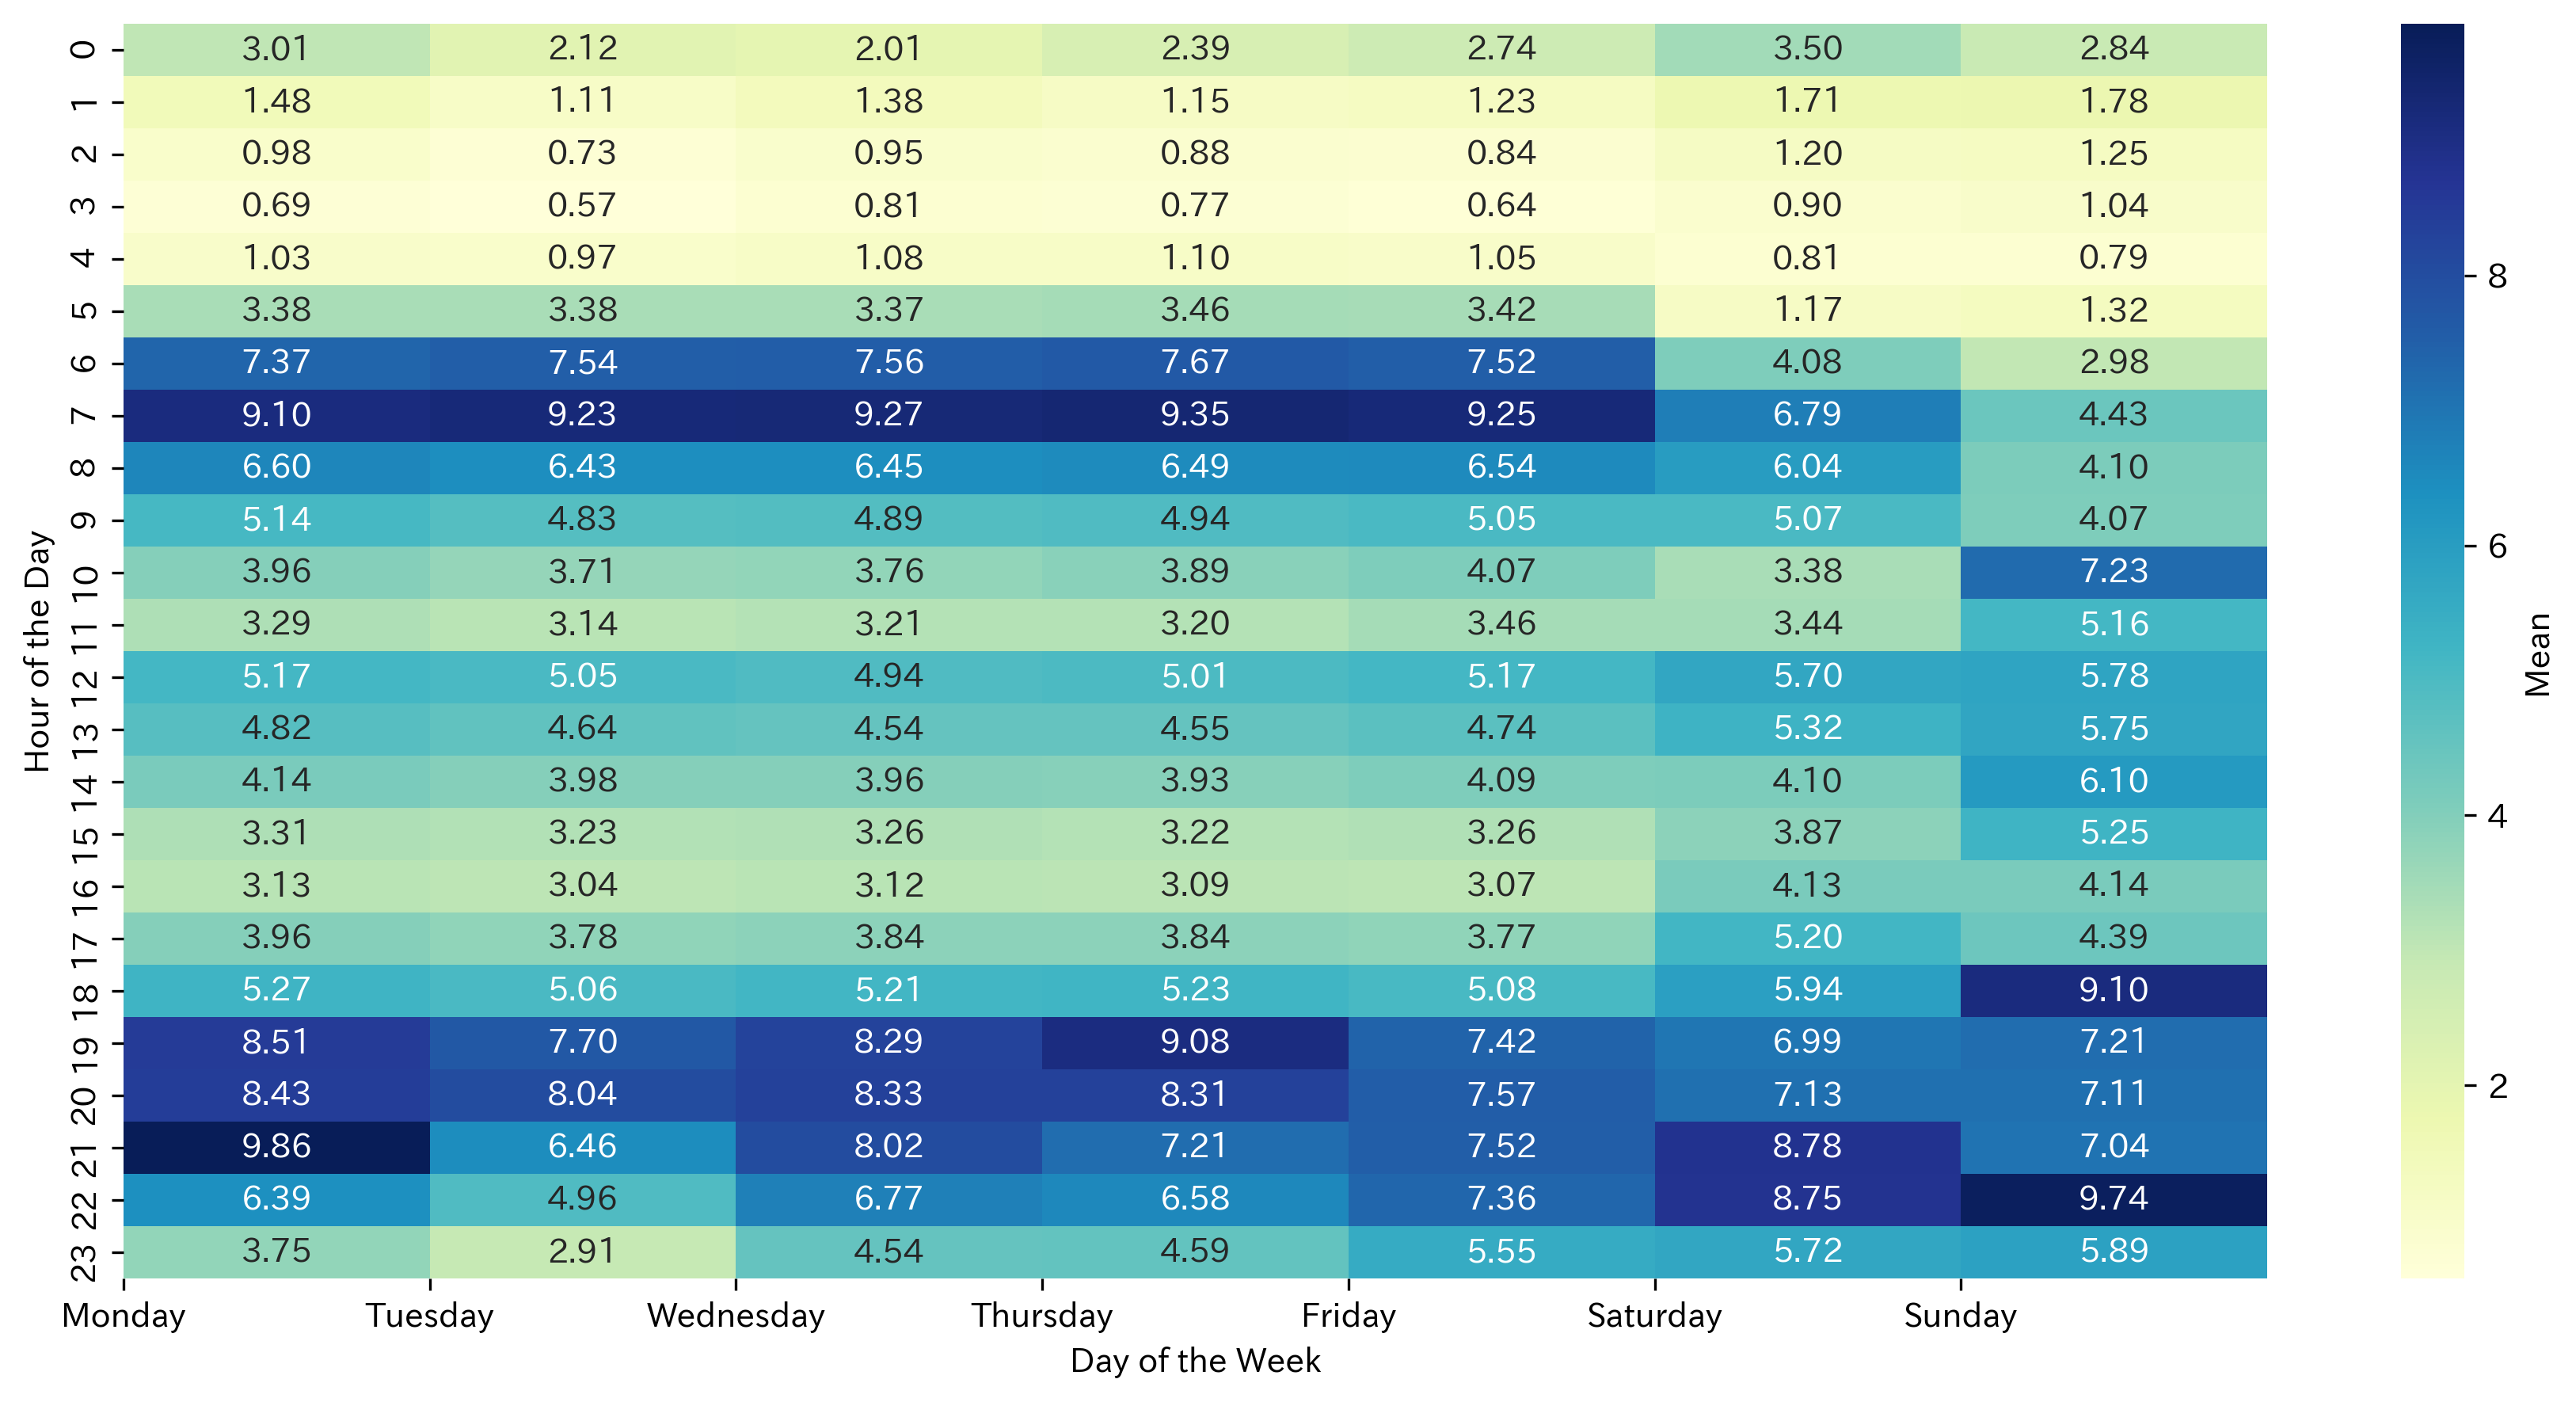 0 3.01 2.12 2.01 2.39 2.74 3.50 2.84
1 1.48 1.11 1.38 1.15 1.23 1.71 1.78
2 0.98 0.73 0.95 0.88 0.84 1.20 1.25
3 0.69 0.57 0.81 0.77 0.64 0.90 1.04
4 1.03 0.97 1.08 1.10 1.05 0.81 0.79
5 3.38 3.38 3.37 3.46 3.42 1.17 1.32
6 7.37 7.54 7.56 7.67 7.52 4.08 2.98
7 9.10 9.23 9.27 9.35 9.25 6.79 4.43
8 6.60 6.43 6.45 6.49 6.54 6.04 4.10
9 5.14 4.83 4.89 4.94 5.05 5.07 4.07
10 3.96 3.71 3.76 3.89 4.07 3.38 7.23
11 3.29 3.14 3.21 3.20 3.46 3.44 5.16
12 5.17 5.05 4.94 5.01 5.17 5.70 5.78
13 4.82 4.64 4.54 4.55 4.74 5.32 5.75
14 4.14 3.98 3.96 3.93 4.09 4.10 6.10
15 3.31 3.23 3.26 3.22 3.26 3.87 5.25
16 3.13 3.04 3.12 3.09 3.07 4.13 4.14
17 3.96 3.78 3.84 3.84 3.77 5.20 4.39
18 5.27 5.06 5.21 5.23 5.08 5.94 9.10
19 8.51 7.70 8.29 9.08 7.42 6.99 7.21
20 8.43 8.04 8.33 8.31 7.57 7.13 7.11
21 9.86 6.46 8.02 7.21 7.52 8.78 7.04
22 6.39 4.96 6.77 6.58 7.36 8.75 9.74
23 3.75 2.91 4.54 4.59 5.55 5.72 5.89
Monday Tuesday Wednesday Thursday Friday Saturday Sunday
Day of the Week
Hour of the Day
8
6
4
2
Mean